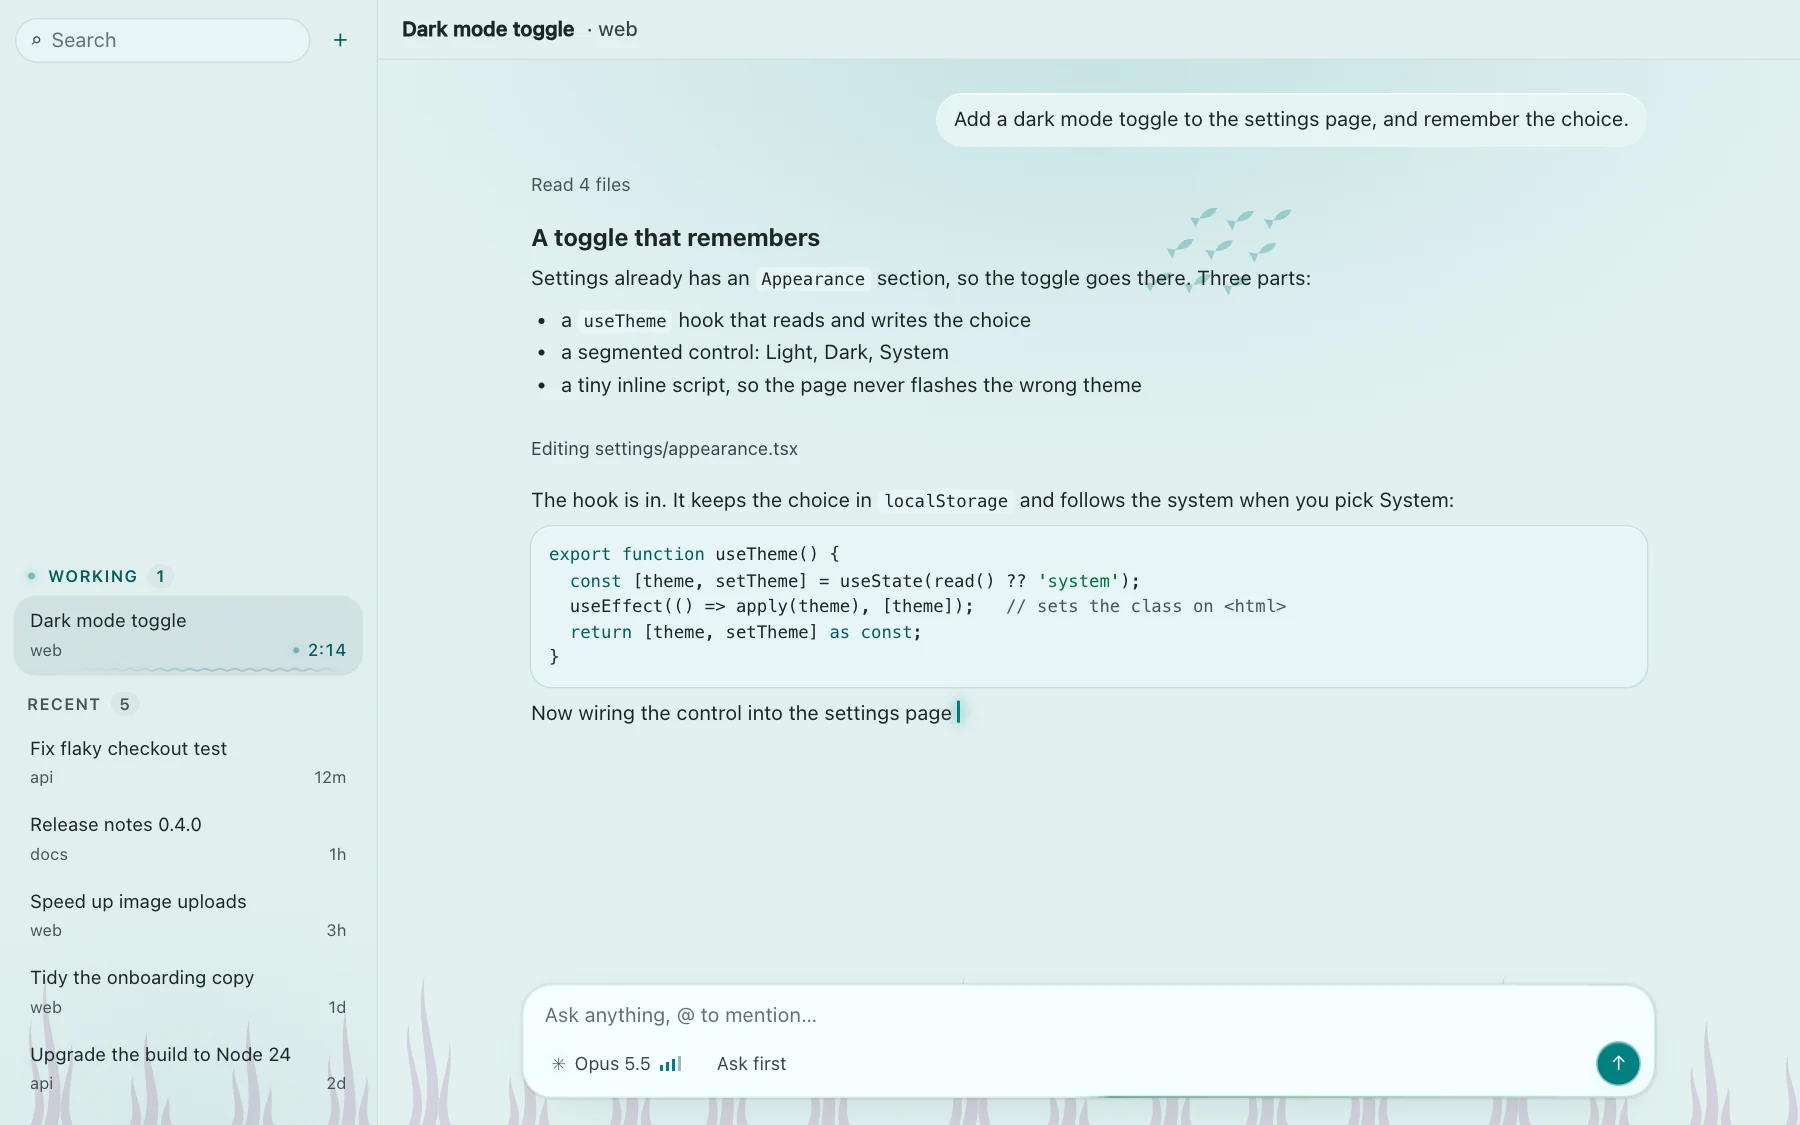 Search
+
Dark mode toggle · web
Add a dark mode toggle to the settings page, and remember the choice.
Read 4 files
A toggle that remembers
Settings already has an Appearance section, so the toggle goes there. Three parts:
• a useTheme hook that reads and writes the choice
• a segmented control: Light, Dark, System
• a tiny inline script, so the page never flashes the wrong theme
Editing settings/appearance.tsx
The hook is in. It keeps the choice in localStorage and follows the system when you pick System:
export function useTheme() {
  const [theme, setTheme] = useState(read() ?? 'system');
  useEffect(() => apply(theme), [theme]);   // sets the class on <html>
  return [theme, setTheme] as const;
}
Now wiring the control into the settings page
WORKING 1
Dark mode toggle
web 2:14
RECENT 5
Fix flaky checkout test
api 12m
Release notes 0.4.0
docs 1h
Speed up image uploads
web 3h
Tidy the onboarding copy
web 1d
Upgrade the build to Node 24
api 2d
Ask anything, @ to mention...
Opus 5.5 Ask first